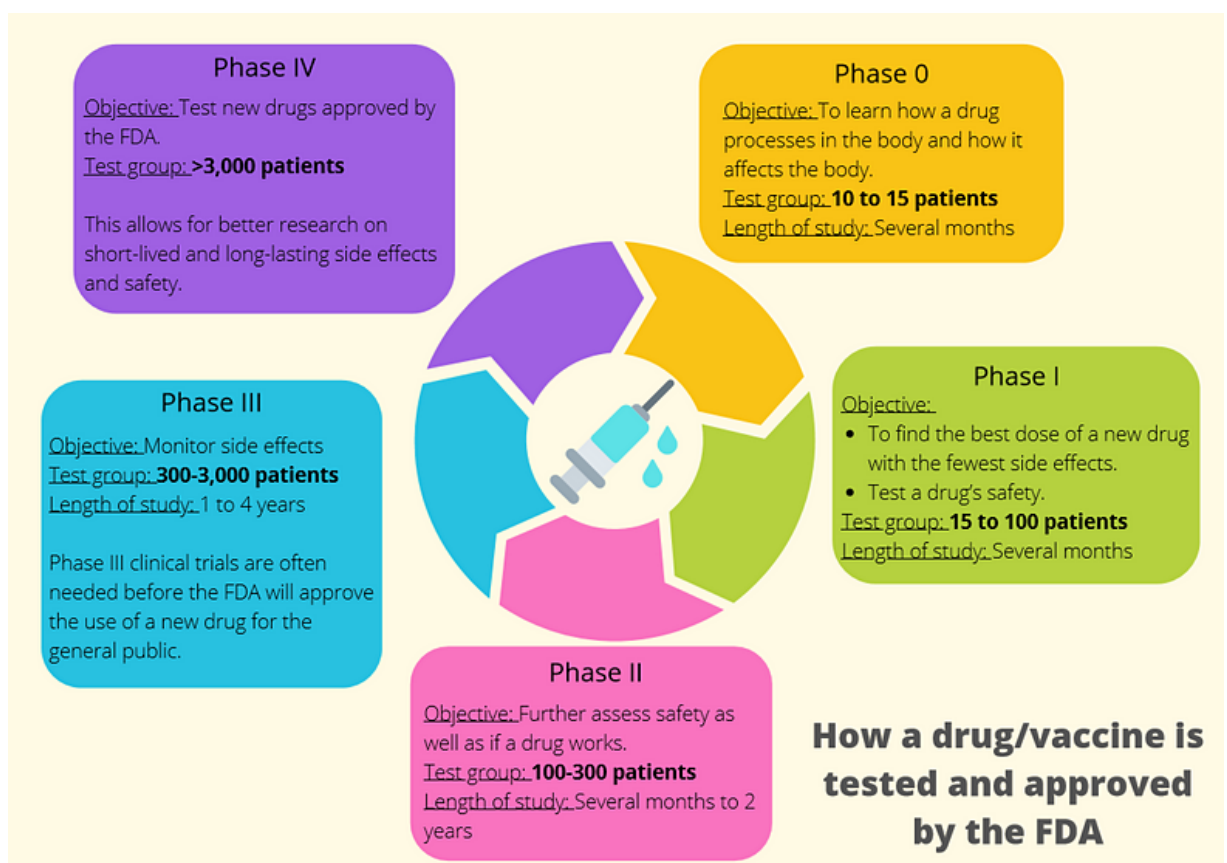 Phase 0
Objective: To learn how a drug
processes in the body and how it
affects the body.
Test group: 10 to 15 patients
Length of study: Several months
Phase I
Objective:
• To find the best dose of a new drug
with the fewest side effects.
• Test a drug's safety.
Test group: 15 to 100 patients
Length of study: Several months
Phase II
Objective: Further assess safety as
well as if a drug works.
Test group: 100-300 patients
Length of study: Several months to 2
years
Phase III
Objective: Monitor side effects
Test group: 300-3,000 patients
Length of study: 1 to 4 years
Phase III clinical trials are often
needed before the FDA will approve
the use of a new drug for the
general public.
Phase IV
Objective: Test new drugs approved by
the FDA.
Test group: >3,000 patients
This allows for better research on
short-lived and long-lasting side effects
and safety.
How a drug/vaccine is
tested and approved
by the FDA